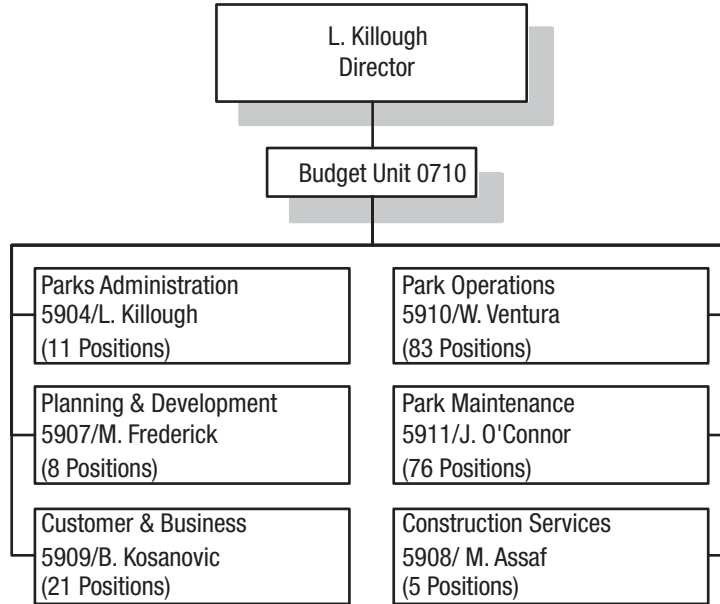 L. Killough
Director
Budget Unit 0710
Parks Administration
5904/L. Killough
(11 Positions)
Park Operations
5910/W. Ventura
(83 Positions)
Planning & Development
5907/M. Frederick
(8 Positions)
Park Maintenance
5911/J. O'Connor
(76 Positions)
Customer & Business
5909/B. Kosanovic
(21 Positions)
Construction Services
5908/ M. Assaf
(5 Positions)